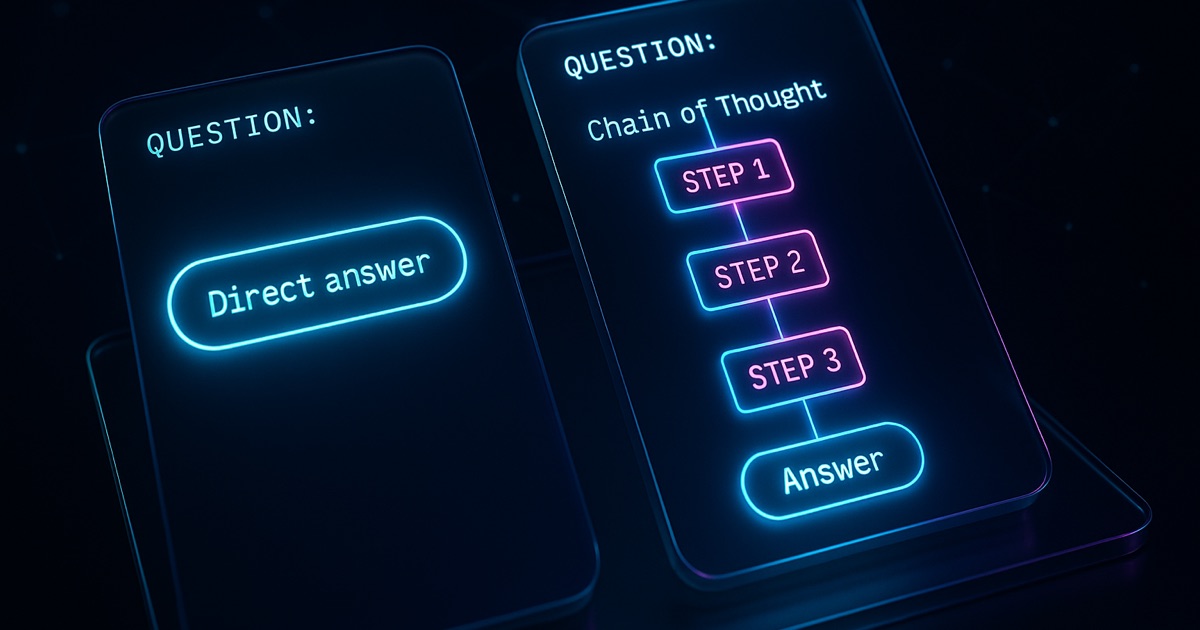 QUESTION:
Direct answer
QUESTION:
Chain of Thought
STEP 1
STEP 2
STEP 3
Answer